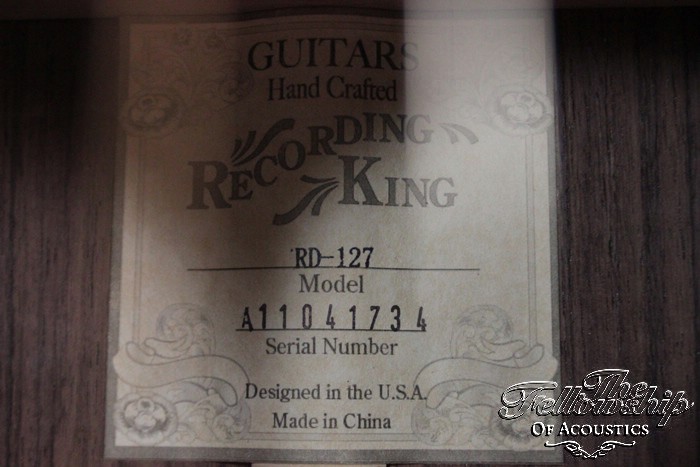 GUITARS
Hand Crafted
RECORDING
KING
RD-127
Model
A11041734
Serial Number
Designed in the U.S.A.
Made in China
The
Fellowship
OF ACOUSTICS